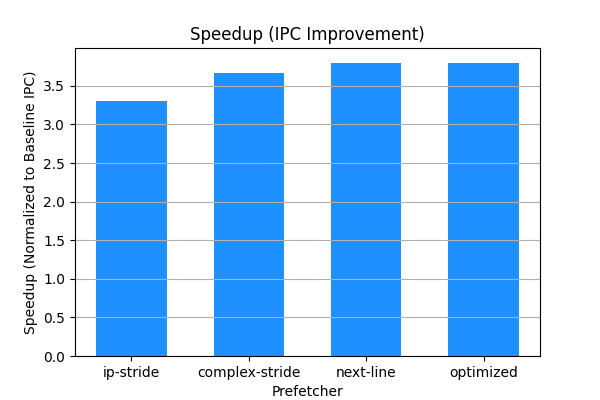 Speedup (IPC Improvement)
Speedup (Normalized to Baseline IPC)
3.5
3.0
2.5
2.0
1.5
1.0
0.5
0.0
ip-stride complex-stride next-line optimized
Prefetcher